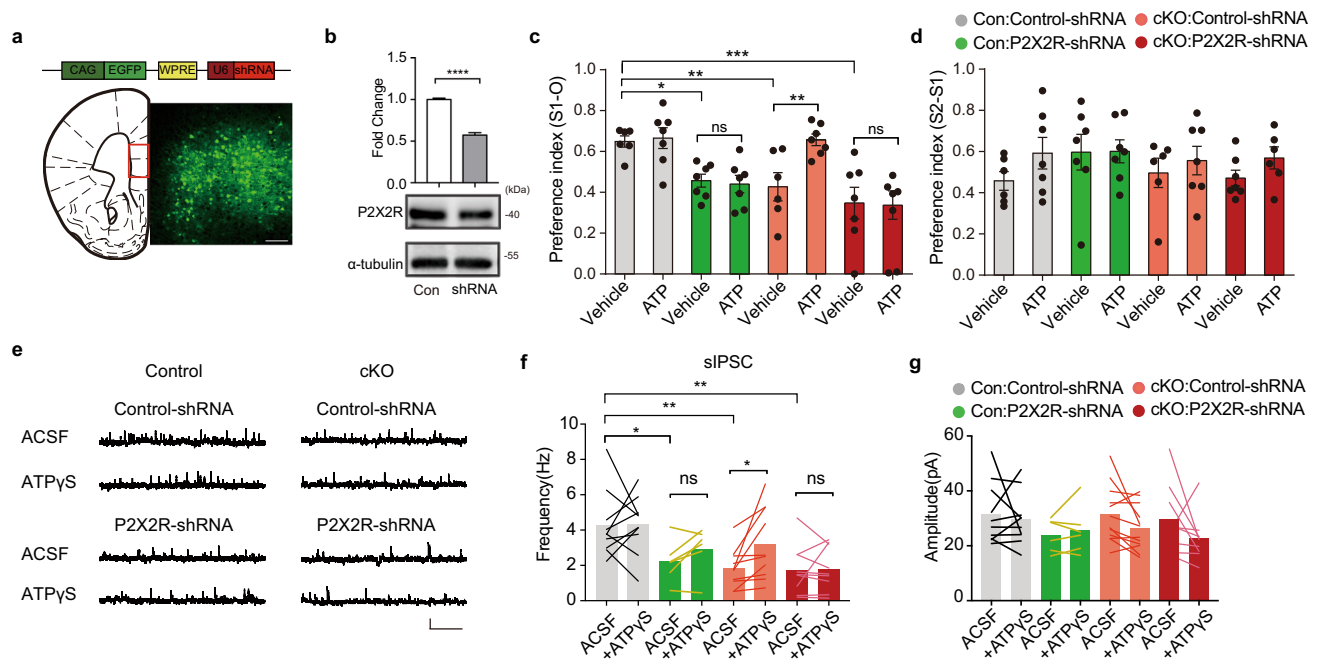 a
CAG EGFP WPRE U6 shRNA
b
Fold Change
1.5
1.0
0.5
0.0
****
(kDa)
P2X2R -40
α-tubulin -55
Con shRNA
c
Preference index (S1-O)
1.0
0.8
0.6
0.4
0.2
0.0
***
**
*
**
ns
ns
Vehicle ATP Vehicle ATP Vehicle ATP Vehicle ATP
d
Con:Control-shRNA cKO:Control-shRNA
Con:P2X2R-shRNA cKO:P2X2R-shRNA
Preference index (S2-S1)
1.0
0.8
0.6
0.4
0.2
0.0
Vehicle ATP Vehicle ATP Vehicle ATP Vehicle ATP
e
Control cKO
Control-shRNA Control-shRNA
ACSF
ATPγS
P2X2R-shRNA P2X2R-shRNA
ACSF
ATPγS
f
sIPSC
Frequency(Hz)
10
8
6
4
2
0
**
**
*
ns
*
ns
ACSF +ATPγS ACSF +ATPγS ACSF +ATPγS ACSF +ATPγS
g
Con:Control-shRNA cKO:Control-shRNA
Con:P2X2R-shRNA cKO:P2X2R-shRNA
Amplitude(pA)
60
40
20
0
ACSF +ATPγS ACSF +ATPγS ACSF +ATPγS ACSF +ATPγS